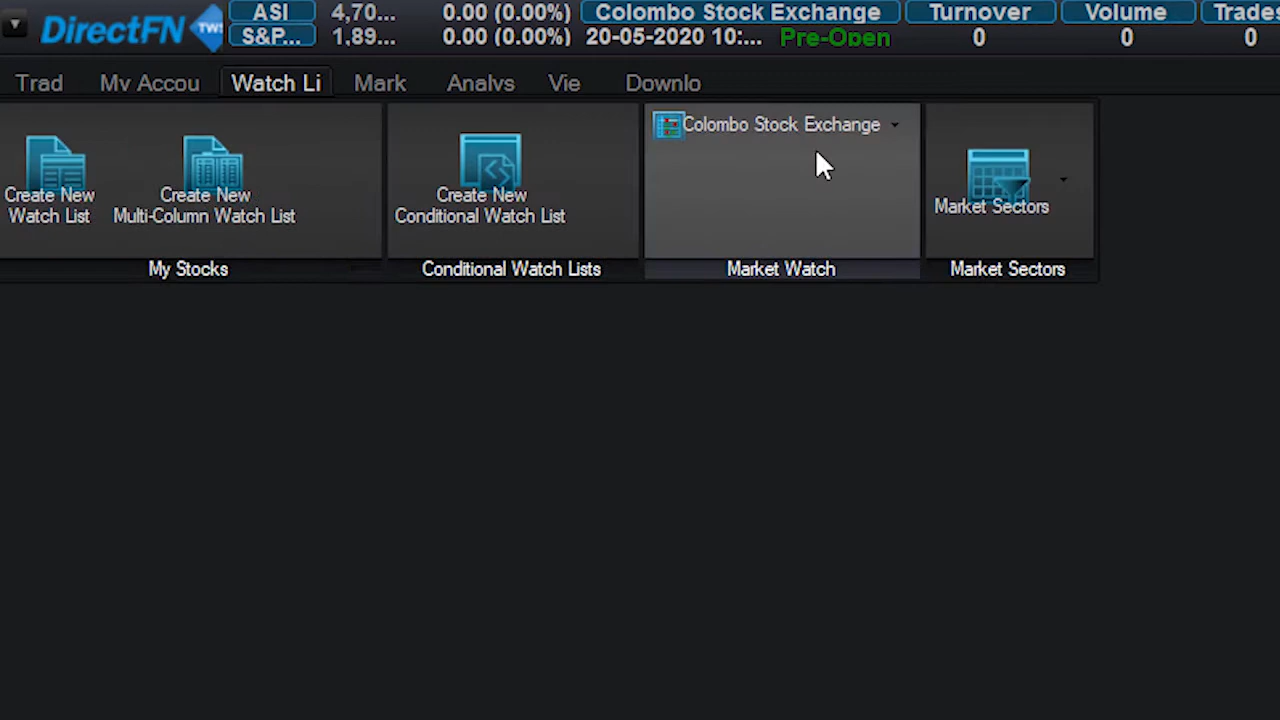 DirectFN TWS ASI 4,70... 0.00 (0.00%) Colombo Stock Exchange Turnover Volume Trades
S&P... 1,89... 0.00 (0.00%) 20-05-2020 10:... Pre-Open 0 0 0
Trad My Accou Watch Li Mark Analys Vie Downlo
Colombo Stock Exchange
Create New
Watch List
Create New
Multi-Column Watch List
Create New
Conditional Watch List
Market Sectors
My Stocks Conditional Watch Lists Market Watch Market Sectors